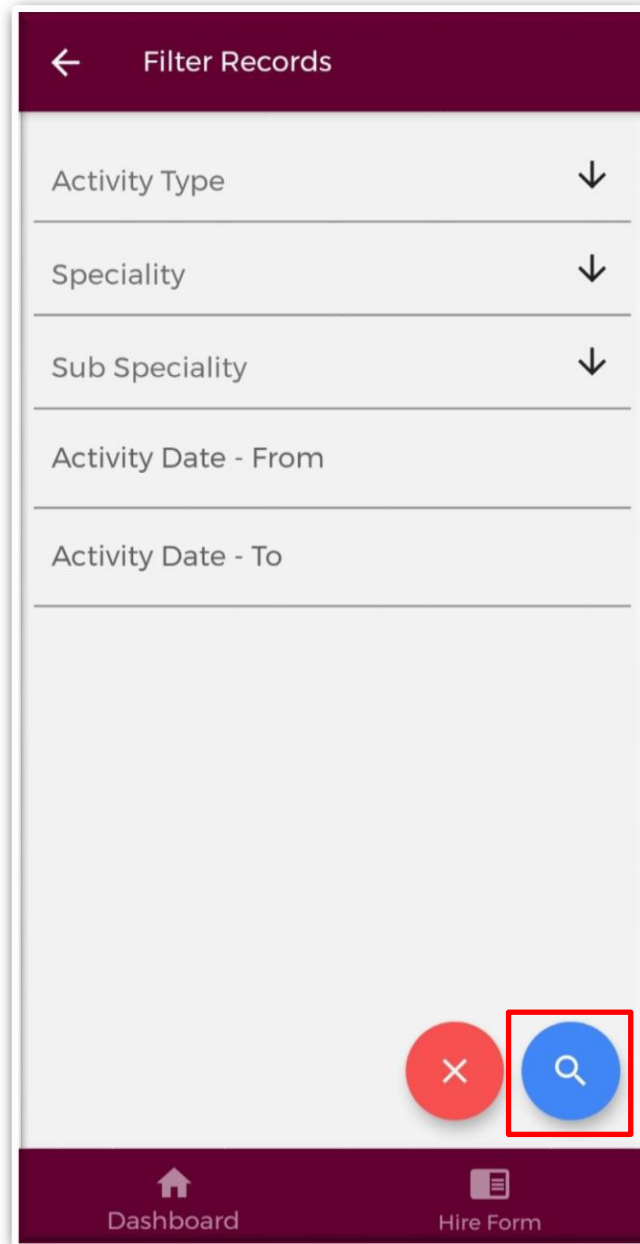 Filter Records
Activity Type
Speciality
Sub Speciality
Activity Date - From
Activity Date - To
Dashboard
Hire Form